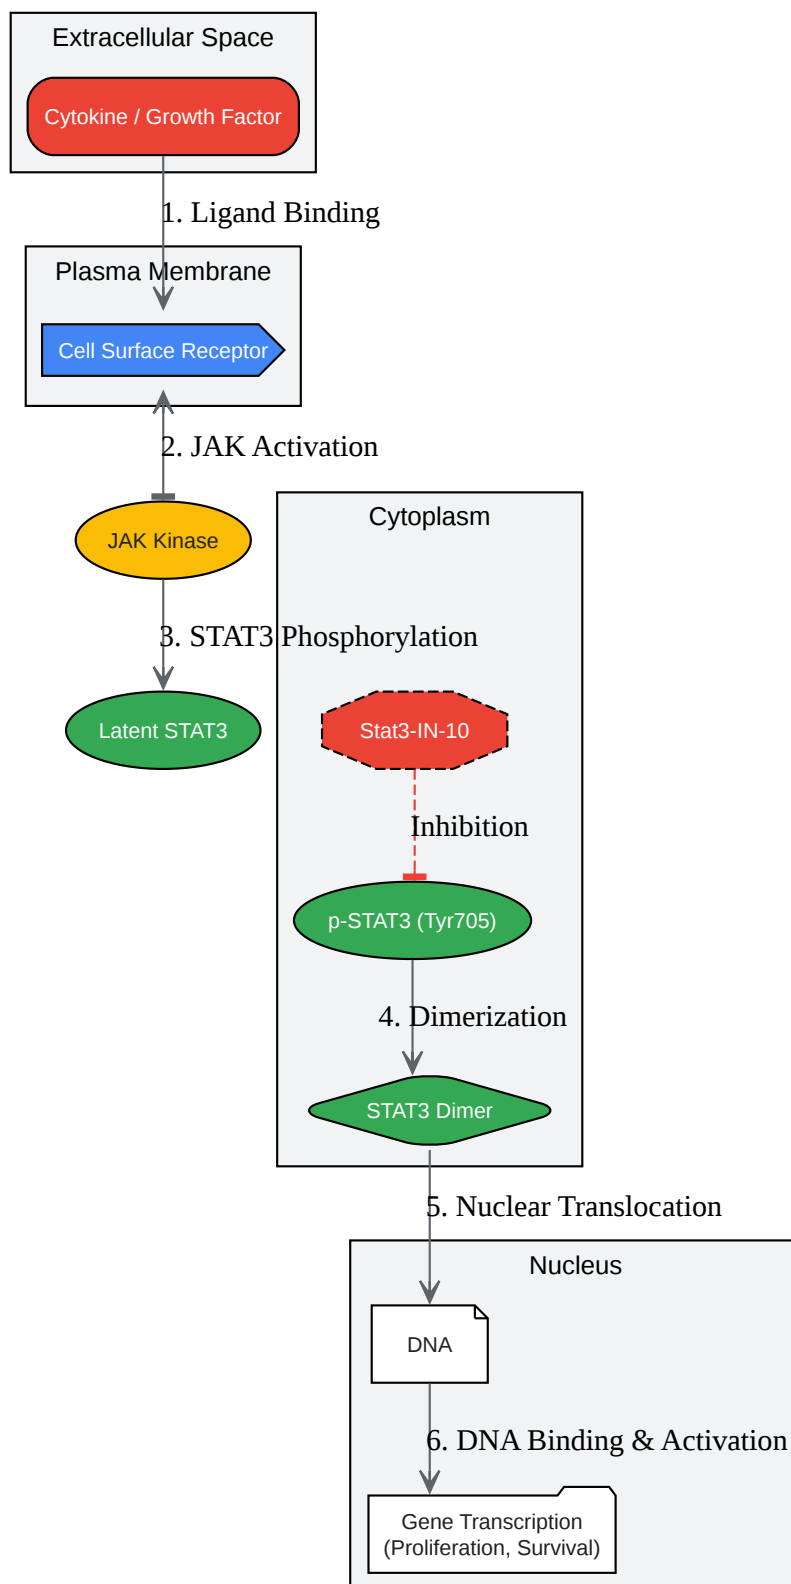 Extracellular Space
Cytokine / Growth Factor
1. Ligand Binding
Plasma Membrane
Cell Surface Receptor
2. JAK Activation
Cytoplasm
JAK Kinase
3. STAT3 Phosphorylation
Latent STAT3
Stat3-IN-10
Inhibition
p-STAT3 (Tyr705)
4. Dimerization
STAT3 Dimer
5. Nuclear Translocation
Nucleus
DNA
6. DNA Binding & Activation
Gene Transcription
(Proliferation, Survival)